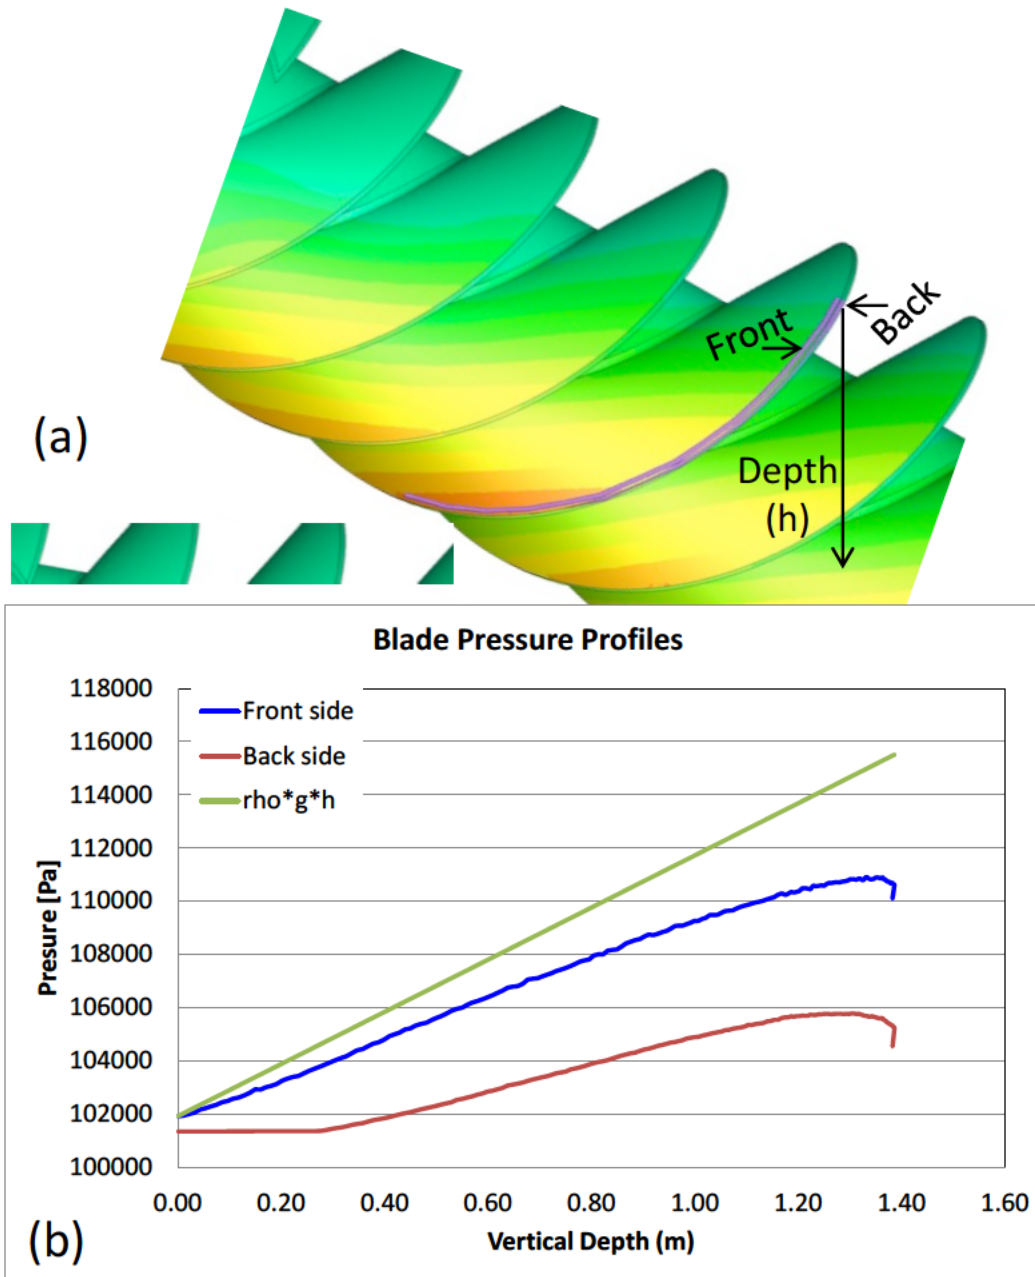 Front
Back
(a)
Depth
(h)
Blade Pressure Profiles
118000
116000
114000
112000
110000
108000
106000
104000
102000
100000
Presure [Pa]
Front side
Back side
rho*g*h
0.00 0.20 0.40 0.60 0.80 1.00 1.20 1.40 1.60
Vertical Depth (m)
(b)